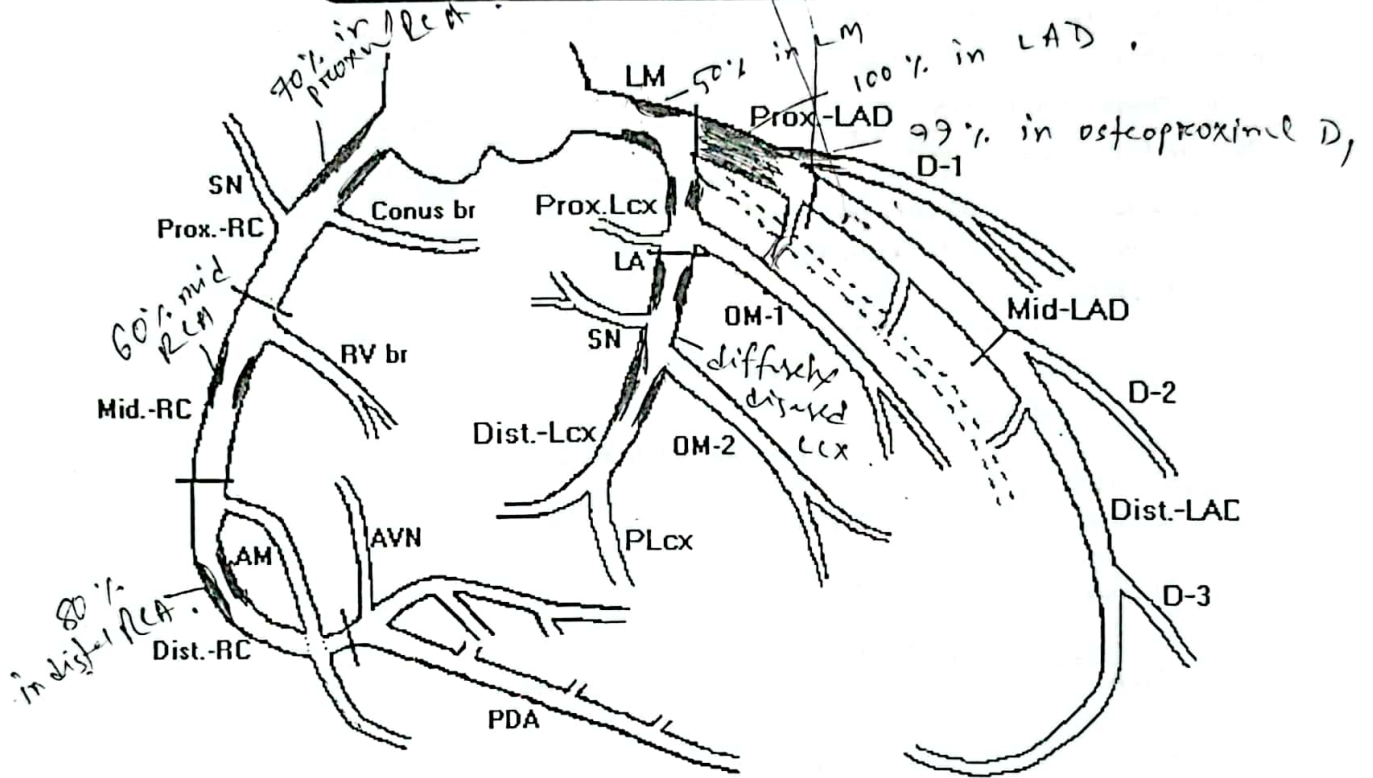 70% in
proximal RCA .
LM
50% in LM
100% in LAD .
Prox.-LAD
99% in osteoproximal D1
D-1
SN
Prox.-RC
Conus br
Prox.Lcx
LA
60% mid
RCA
SN
OM-1
Mid-LAD
RV br
diffusely
disased
LCX .
D-2
Mid.-RC
Dist.-Lcx
OM-2
Dist.-LAC
AM
AVN
PLcx
80%
in distal RCA .
D-3
Dist.-RC
PDA